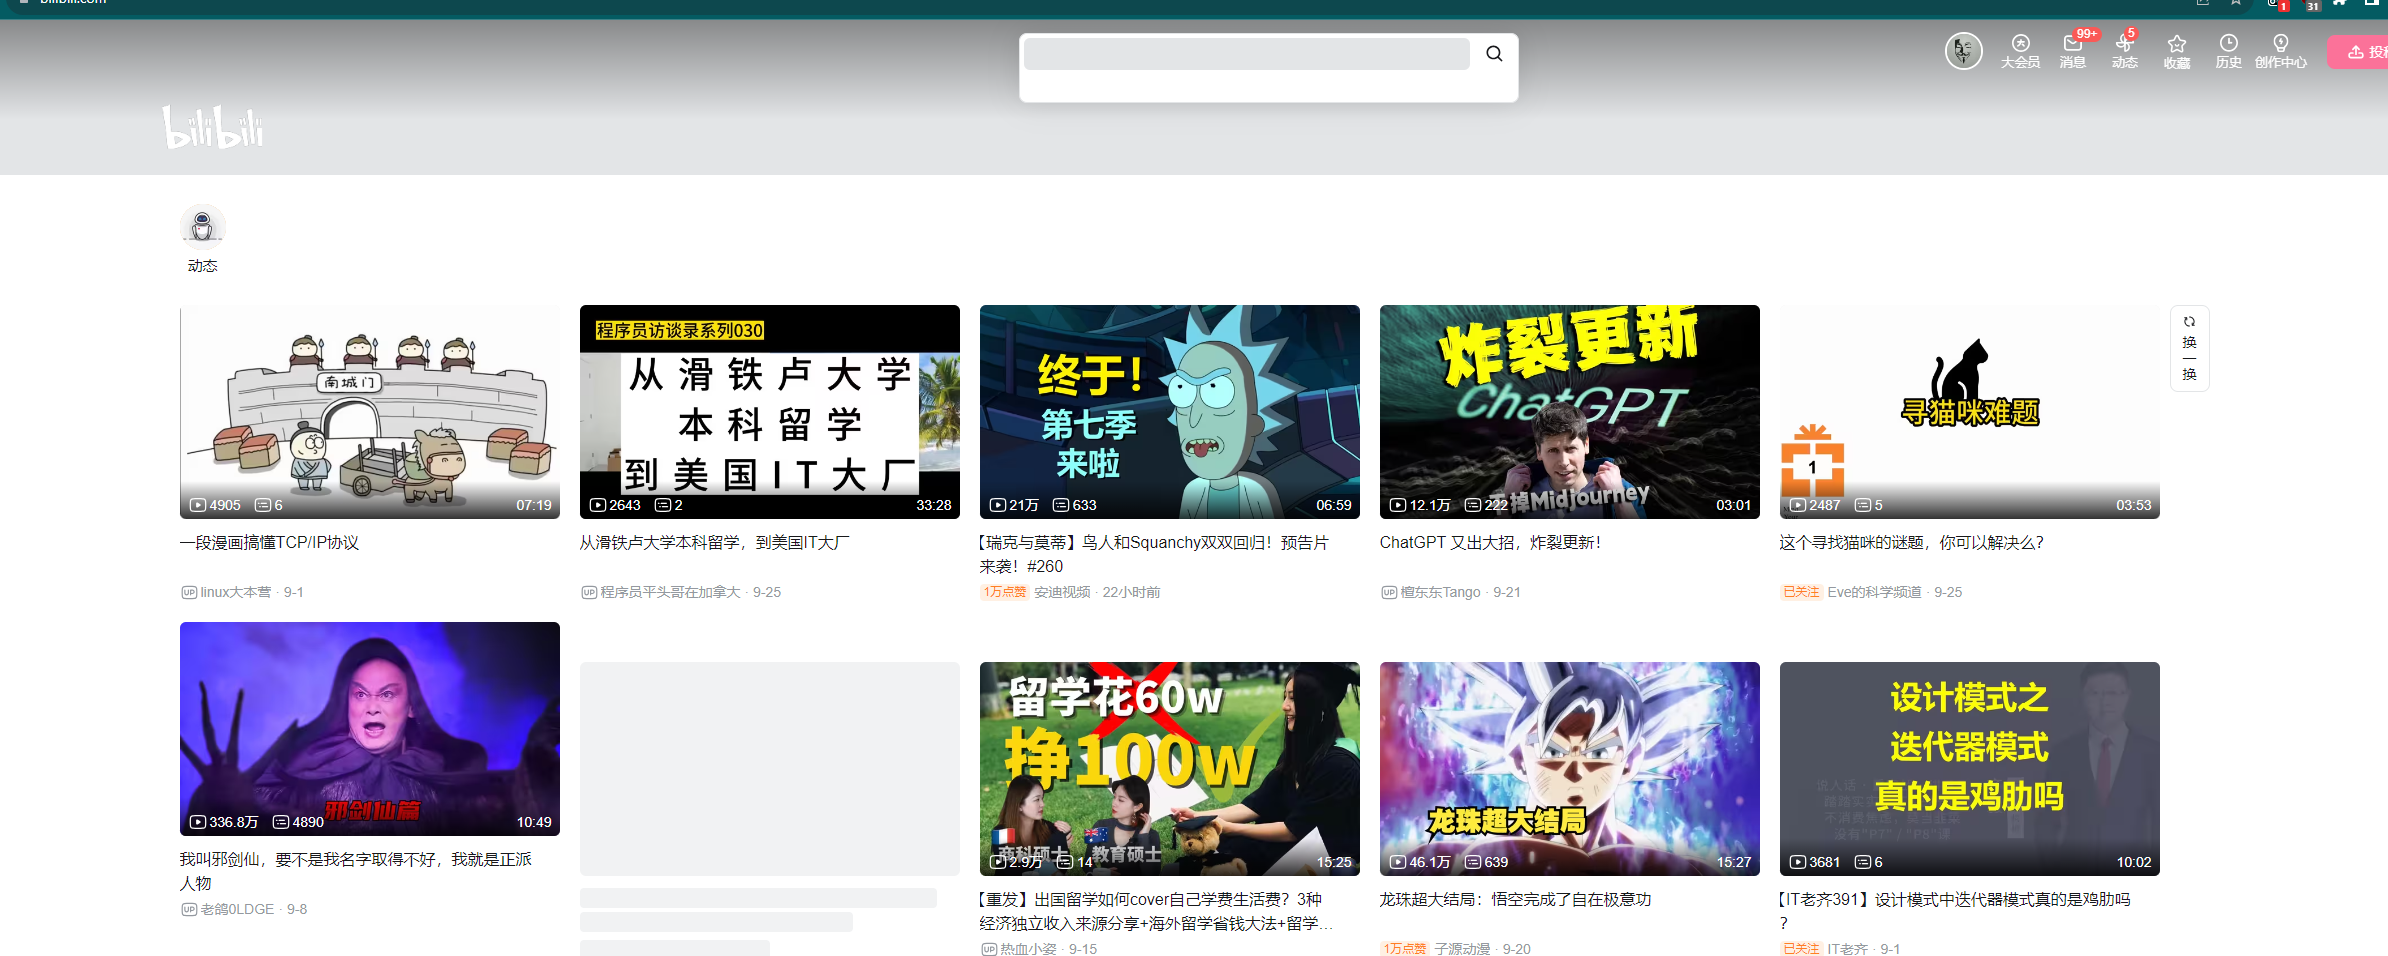 大会员
99+
消息
5
动态
收藏
历史
创作中心
1
31
bilibili
动态
南城门
4905 6 07:19
一段漫画搞懂TCP/IP协议
UP linux大本营 · 9-1
程序员访谈录系列030
从滑铁卢大学
本科留学
到美国IT大厂
2643 2 33:28
从滑铁卢大学本科留学，到美国IT大厂
UP 程序员平头哥在加拿大 · 9-25
终于！
第七季
来啦
21万 633 06:59
【瑞克与莫蒂】鸟人和Squanchy双双回归！预告片
来袭！#260
1万点赞 安迪视频 · 22小时前
炸裂更新
ChatGPT
干掉Midjourney
12.1万 222 03:01
ChatGPT 又出大招，炸裂更新！
UP 檀东东Tango · 9-21
寻猫咪难题
1
2487 5 03:53
这个寻找猫咪的谜题，你可以解决么？
已关注 Eve的科学频道 · 9-25
换
一
换
邪剑仙篇
336.8万 4890 10:49
我叫邪剑仙，要不是我名字取得不好，我就是正派
人物
UP 老鸽0LDGE · 9-8
留学花60w
挣100w
商科硕士 教育硕士
2.9万 14 15:25
【重发】出国留学如何cover自己学费生活费？3种
经济独立收入来源分享+海外留学省钱大法+留学...
UP 热血小姿 · 9-15
龙珠超大结局
46.1万 639 15:27
龙珠超大结局：悟空完成了自在极意功
1万点赞 子源动漫 · 9-20
设计模式之
迭代器模式
真的是鸡肋吗
没有"P7" / "P8"课
3681 6 10:02
【IT老齐391】设计模式中迭代器模式真的是鸡肋吗
？
已关注 IT老齐 · 9-1